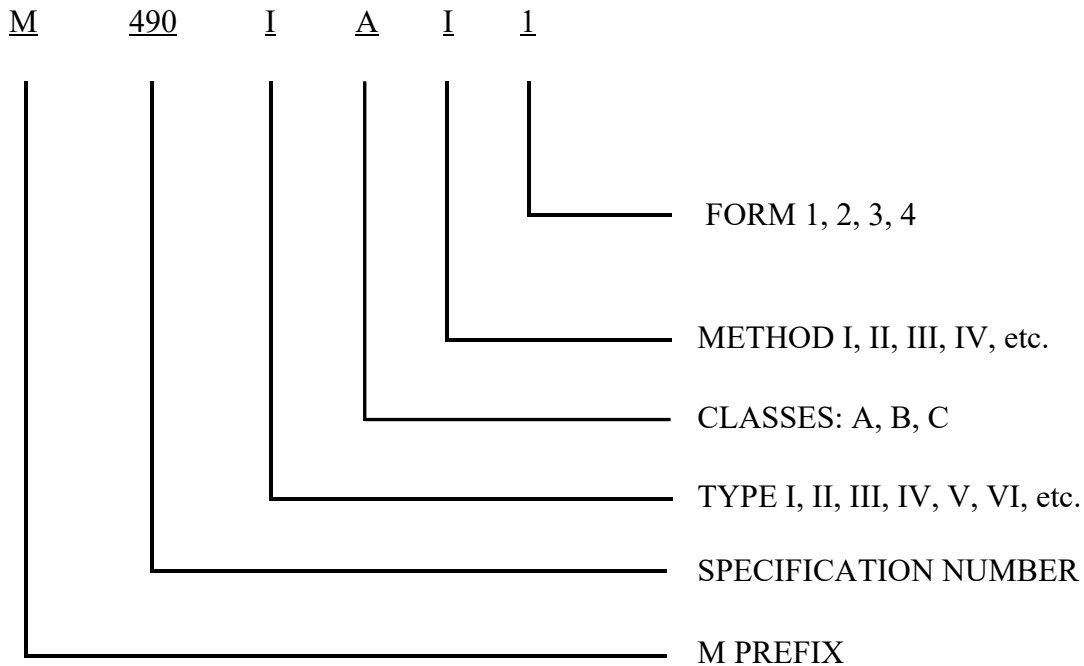 M 490 I A I 1
FORM 1, 2, 3, 4
METHOD I, II, III, IV, etc.
CLASSES: A, B, C
TYPE I, II, III, IV, V, VI, etc.
SPECIFICATION NUMBER
M PREFIX